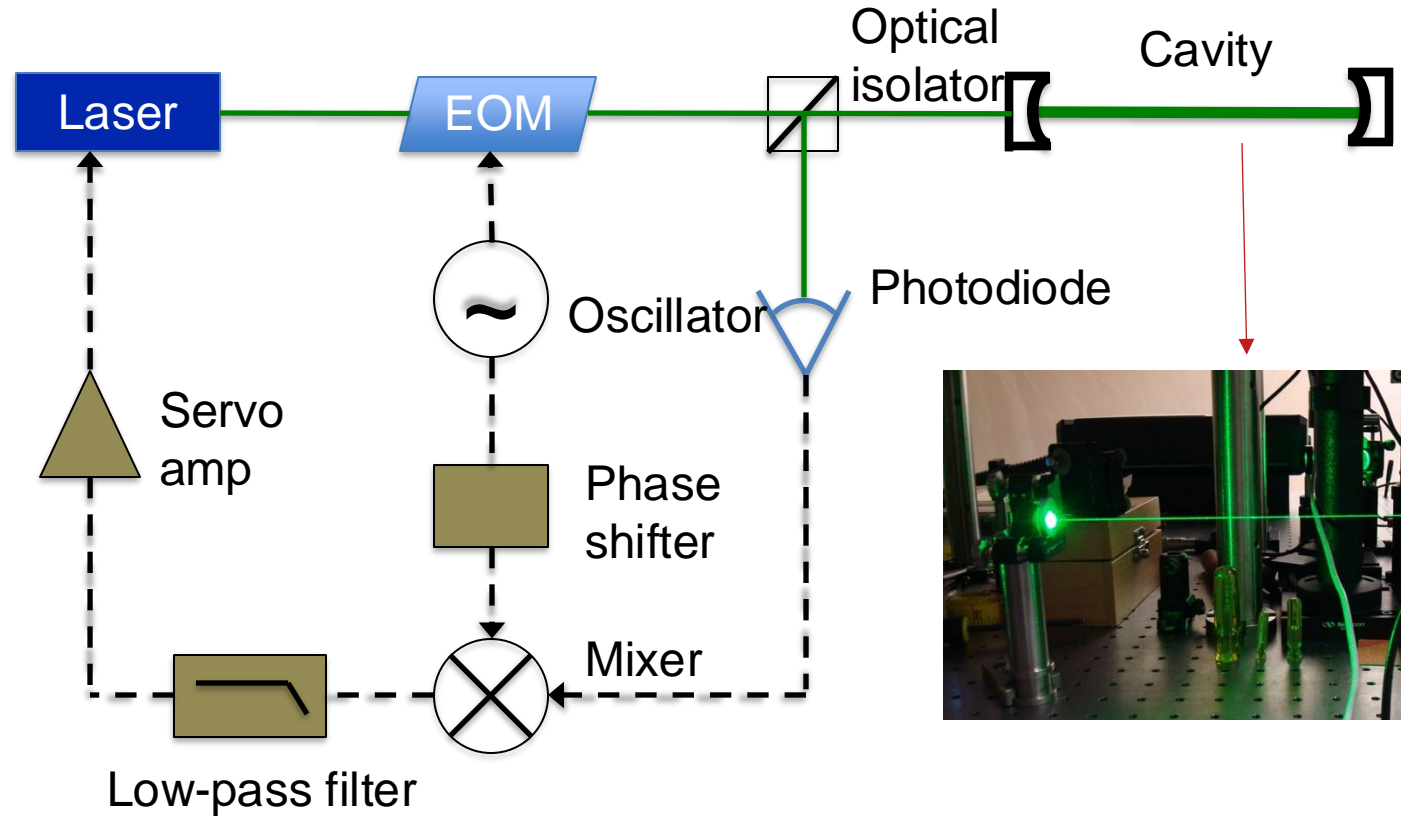 Optical
isolator
Cavity
Laser
EOM
~
Oscillator
Photodiode
Servo
amp
Phase
shifter
Mixer
Low-pass filter